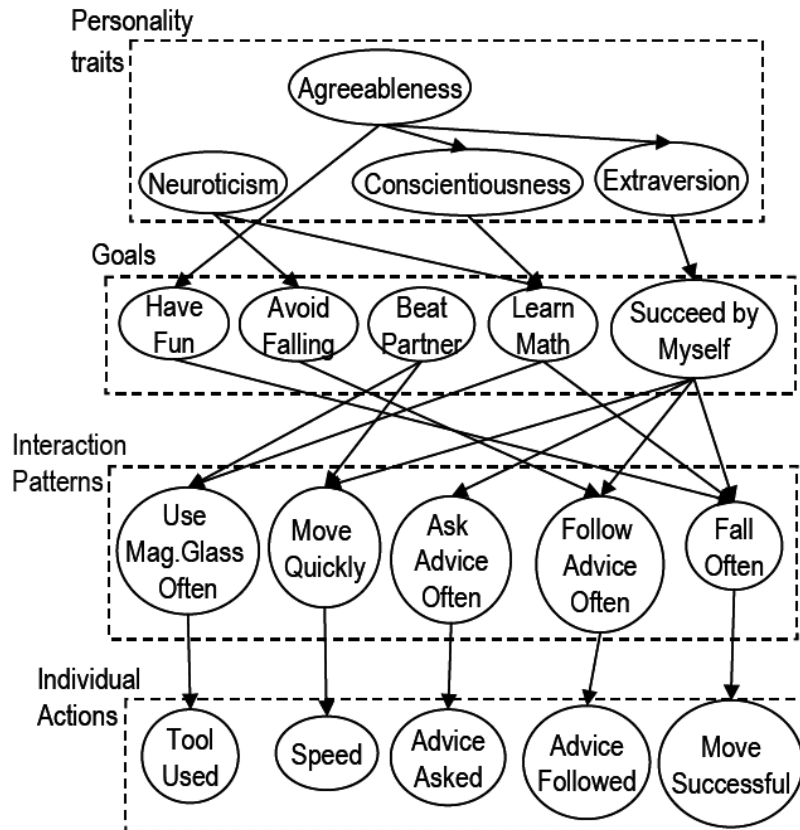 Personality
traits
Agreeableness
Neuroticism
Conscientiousness
Extraversion
Goals
Have
Fun
Avoid
Falling
Beat
Partner
Learn
Math
Succeed by
Myself
Interaction
Patterns
Use
Mag.Glass
Often
Move
Quickly
Ask
Advice
Often
Follow
Advice
Often
Fall
Often
Individual
Actions
Tool
Used
Speed
Advice
Asked
Advice
Followed
Move
Successful